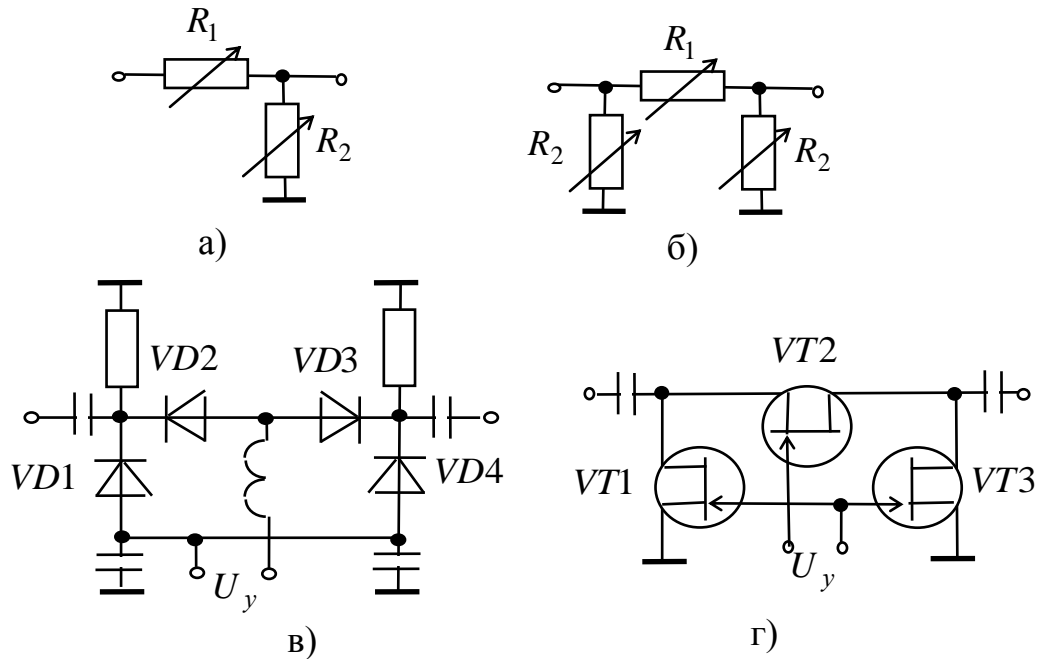 R1
R2
а)
R1
R2
R2
б)
VD2
VD3
VD1
VD4
Uy
в)
VT2
VT1
VT3
Uy
г)